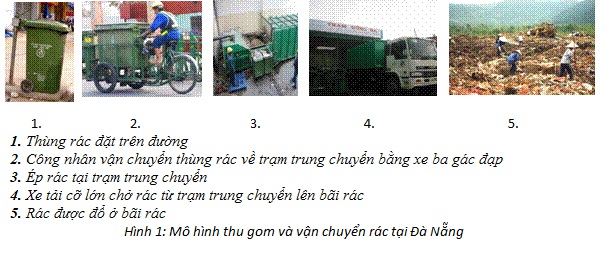 TRẠM TRUNG
1. 2. 3. 4. 5.
1. Thùng rác đặt trên đường
2. Công nhân vận chuyển thùng rác về trạm trung chuyển bằng xe ba gác đạp
3. Ép rác tại trạm trung chuyển
4. Xe tải cỡ lớn chở rác từ trạm trung chuyển lên bãi rác
5. Rác được đổ ở bãi rác
Hình 1: Mô hình thu gom và vận chuyển rác tại Đà Nẵng